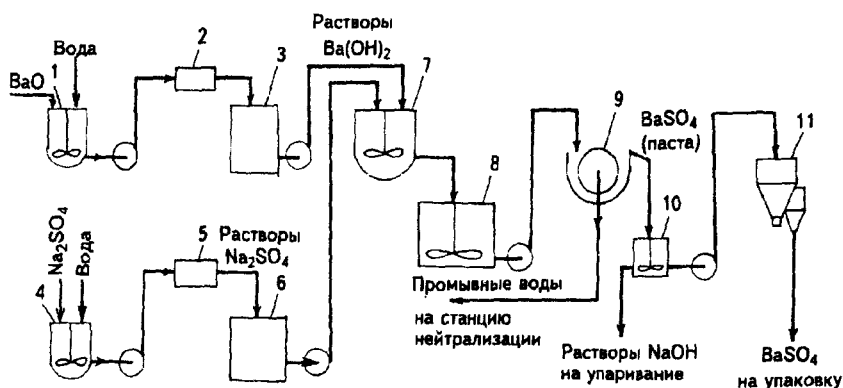 Растворы
Ba(OH)₂
Вода
BaO
1
2
3
7
9
BaSO₄
(паста)
11
8
10
Na₂SO₄
Вода
4
5
Растворы
Na₂SO₄
6
Промывные воды
на станцию
нейтрализации
Растворы NaOH
на упаривание
BaSO₄
на упаковку